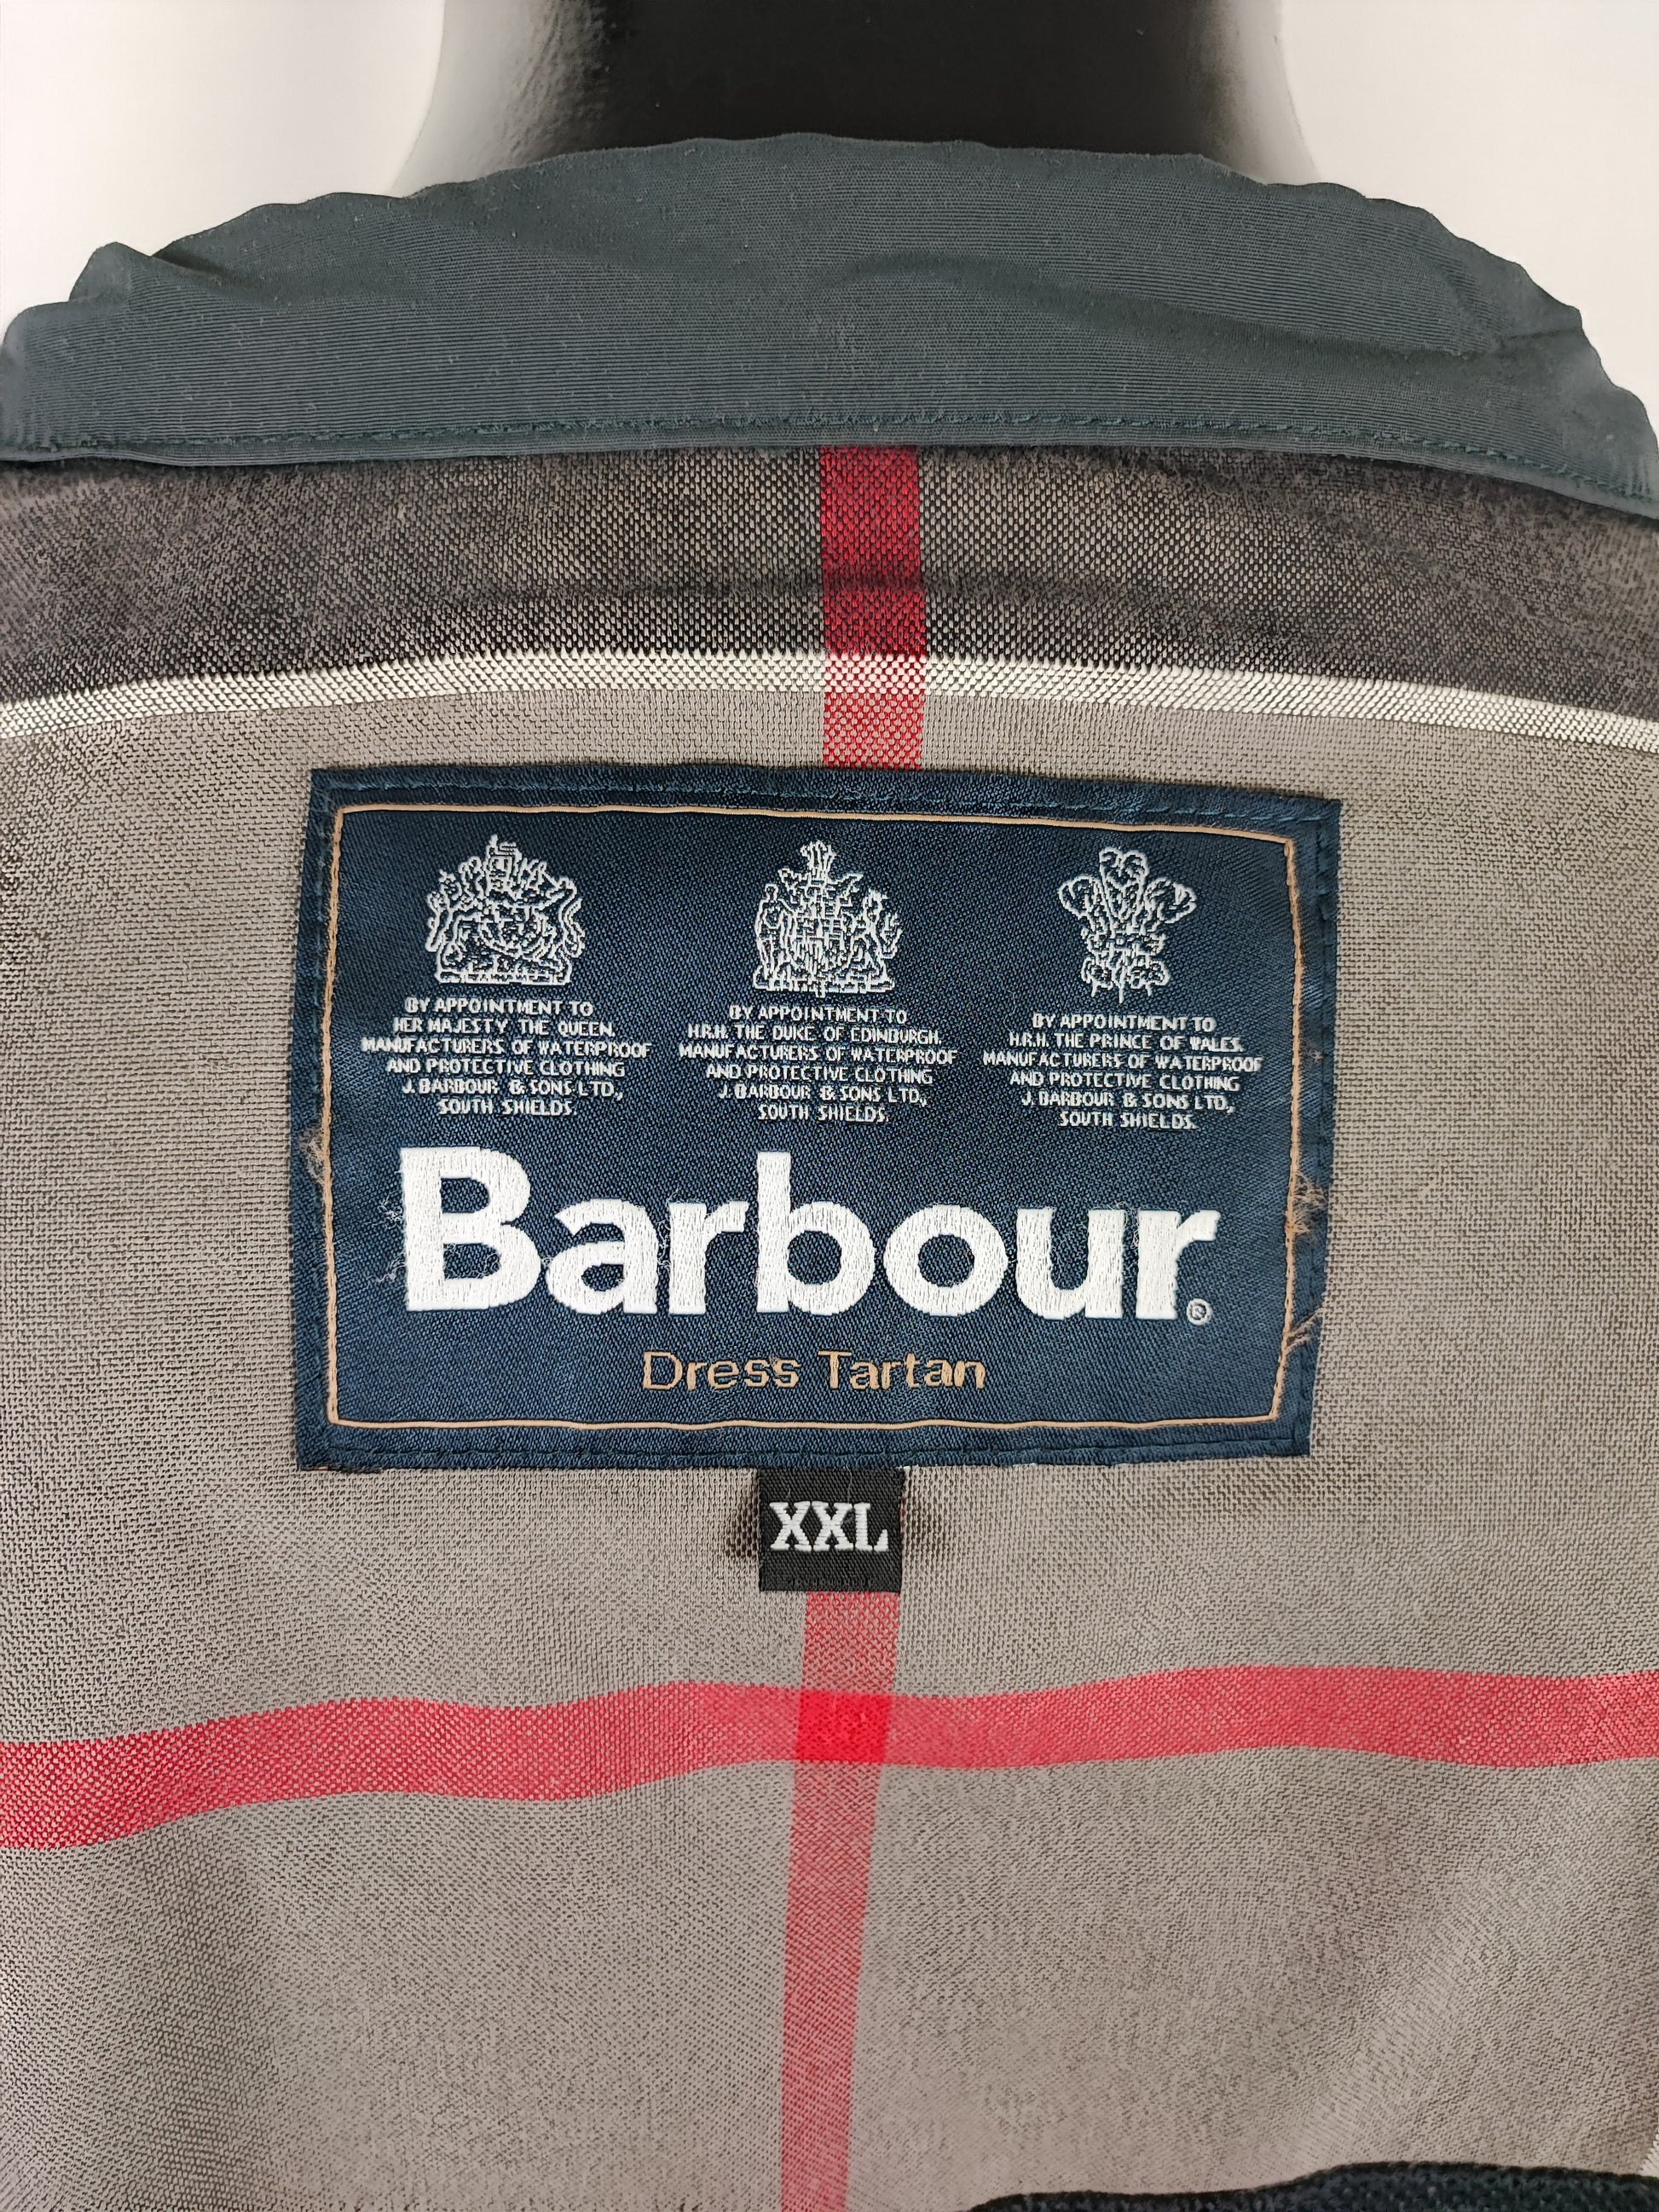 BY APPOINTMENT TO
HER MAJESTY THE QUEEN.
MANUFACTURERS OF WATERPROOF
AND PROTECTIVE CLOTHING
J. BARBOUR & SONS LTD.,
SOUTH SHIELDS.
BY APPOINTMENT TO
H.R.H. THE DUKE OF EDINBURGH.
MANUFACTURERS OF WATERPROOF
AND PROTECTIVE CLOTHING
J. BARBOUR & SONS LTD.,
SOUTH SHIELDS.
BY APPOINTMENT TO
H.R.H. THE PRINCE OF WALES.
MANUFACTURERS OF WATERPROOF
AND PROTECTIVE CLOTHING
J. BARBOUR & SONS LTD.,
SOUTH SHIELDS.
Barbour®
Dress Tartan
XXL